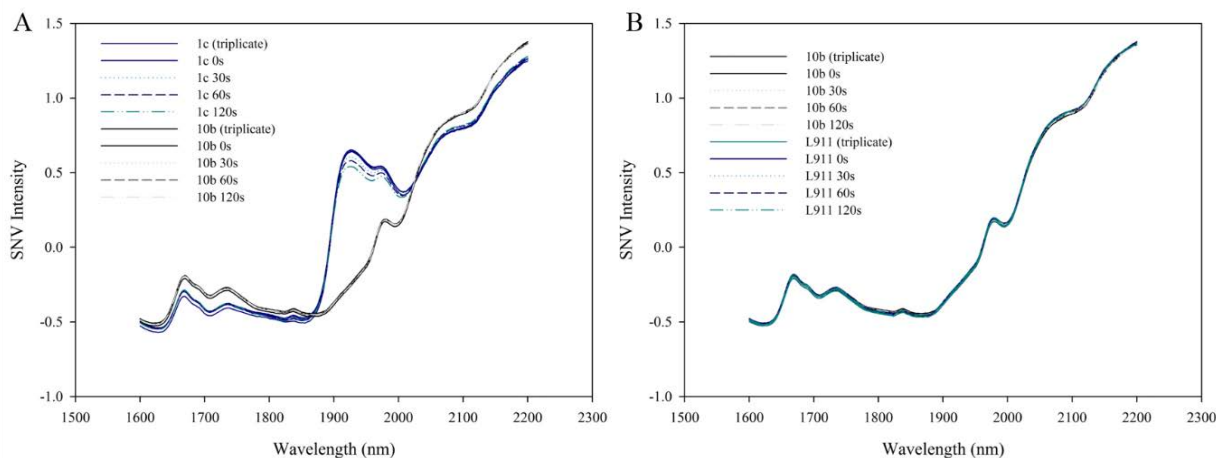 A
1.5
1.0
0.5
0.0
-0.5
-1.0
SNV Intensity
1c (triplicate)
1c 0s
1c 30s
1c 60s
1c 120s
10b (triplicate)
10b 0s
10b 30s
10b 60s
10b 120s
1500 1600 1700 1800 1900 2000 2100 2200 2300
Wavelength (nm)
B
1.5
1.0
0.5
0.0
-0.5
-1.0
SNV Intensity
10b (triplicate)
10b 0s
10b 30s
10b 60s
10b 120s
L911 (triplicate)
L911 0s
L911 30s
L911 60s
L911 120s
1500 1600 1700 1800 1900 2000 2100 2200 2300
Wavelength (nm)